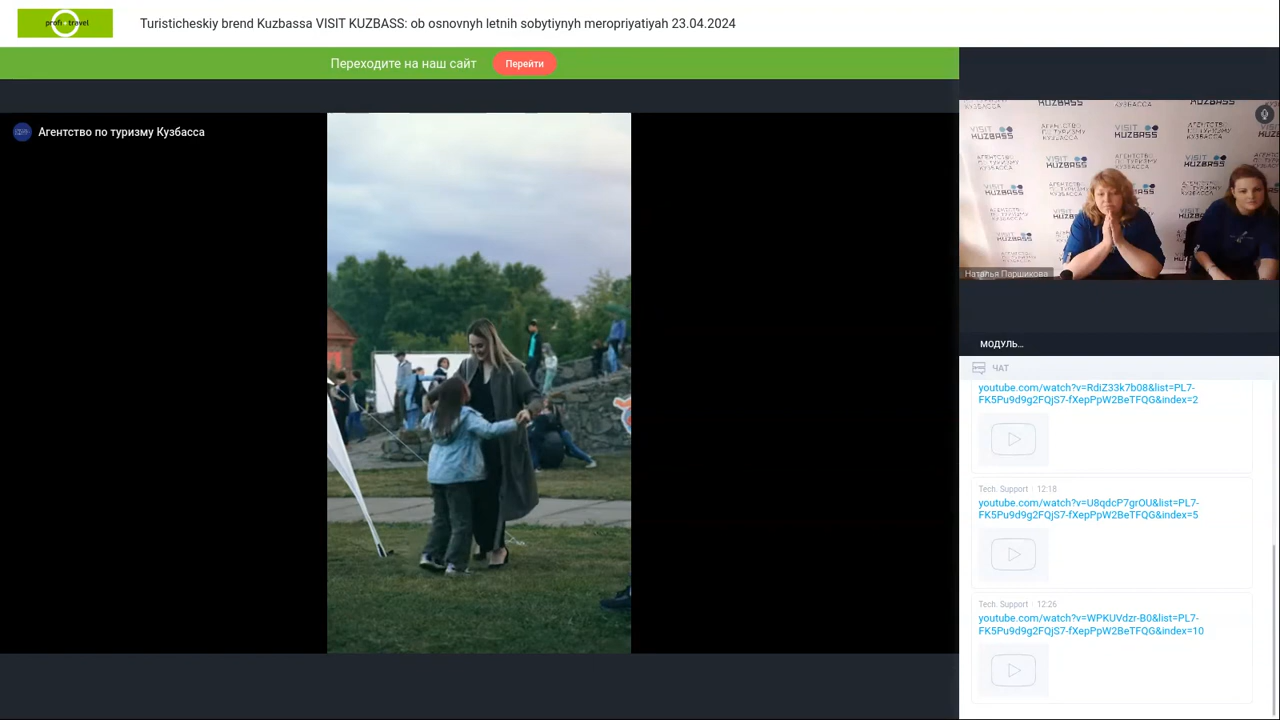 profi travel
Turisticheskiy brend Kuzbassa VISIT KUZBASS: ob osnovnyh letnih sobytiynyh meropriyatiyah 23.04.2024
Переходите на наш сайт
Перейти
Агентство по туризму Кузбасса
VISIT KUZBASS
АГЕНТСТВО ПО ТУРИЗМУ КУЗБАССА
Наталья Паршикова
МОДУЛЬ...
ЧАТ
youtube.com/watch?v=RdiZ33k7b08&list=PL7-
FK5Pu9d9g2FQjS7-fXepPpW2BeTFQG&index=2
Tech. Support 12:18
youtube.com/watch?v=U8qdcP7grOU&list=PL7-
FK5Pu9d9g2FQjS7-fXepPpW2BeTFQG&index=5
Tech. Support 12:26
youtube.com/watch?v=WPKUVdzr-B0&list=PL7-
FK5Pu9d9g2FQjS7-fXepPpW2BeTFQG&index=10